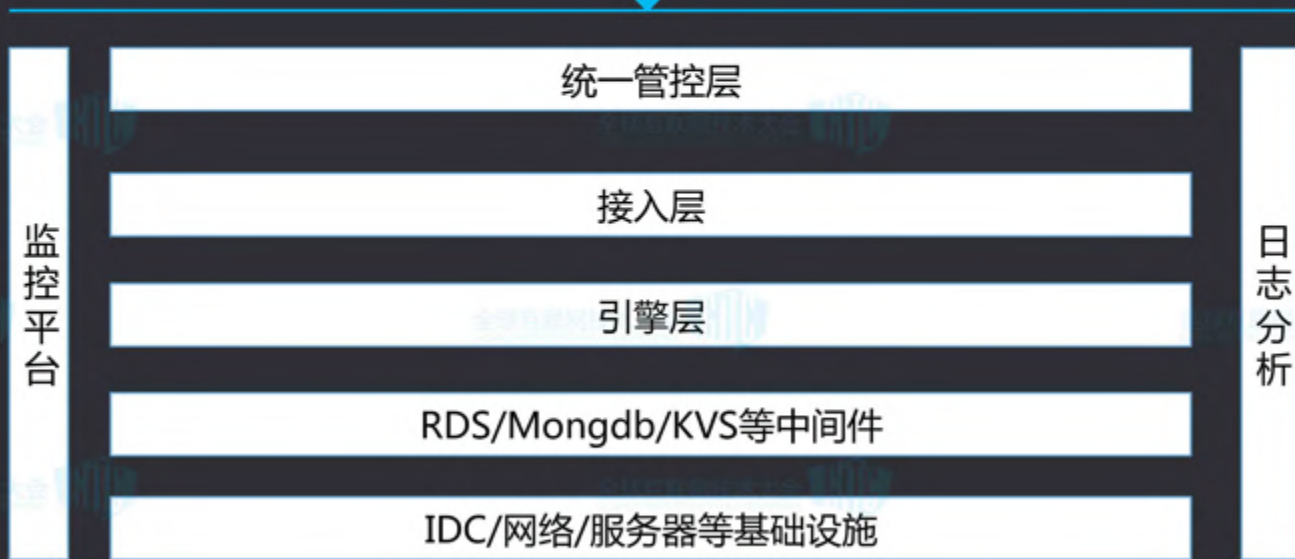 统一管控层
接入层
引擎层
RDS/Mongdb/KVS等中间件
IDC/网络/服务器等基础设施
监控平台
日志分析